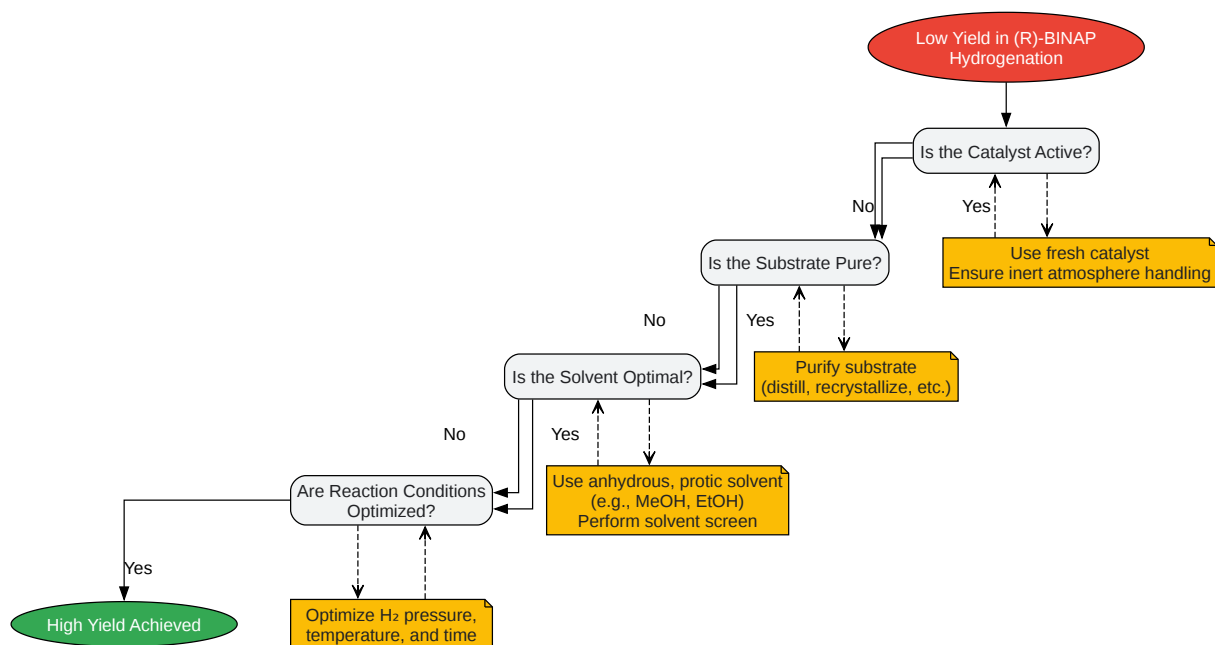 Low Yield in (R)-BINAP
Hydrogenation
Is the Catalyst Active?
No
Yes
Use fresh catalyst
Ensure inert atmosphere handling
Is the Substrate Pure?
No
Yes
Purify substrate
(distill, recrystallize, etc.)
Is the Solvent Optimal?
No
Yes
Use anhydrous, protic solvent
(e.g., MeOH, EtOH)
Perform solvent screen
Are Reaction Conditions
Optimized?
Yes
Optimize H₂ pressure,
temperature, and time
High Yield Achieved